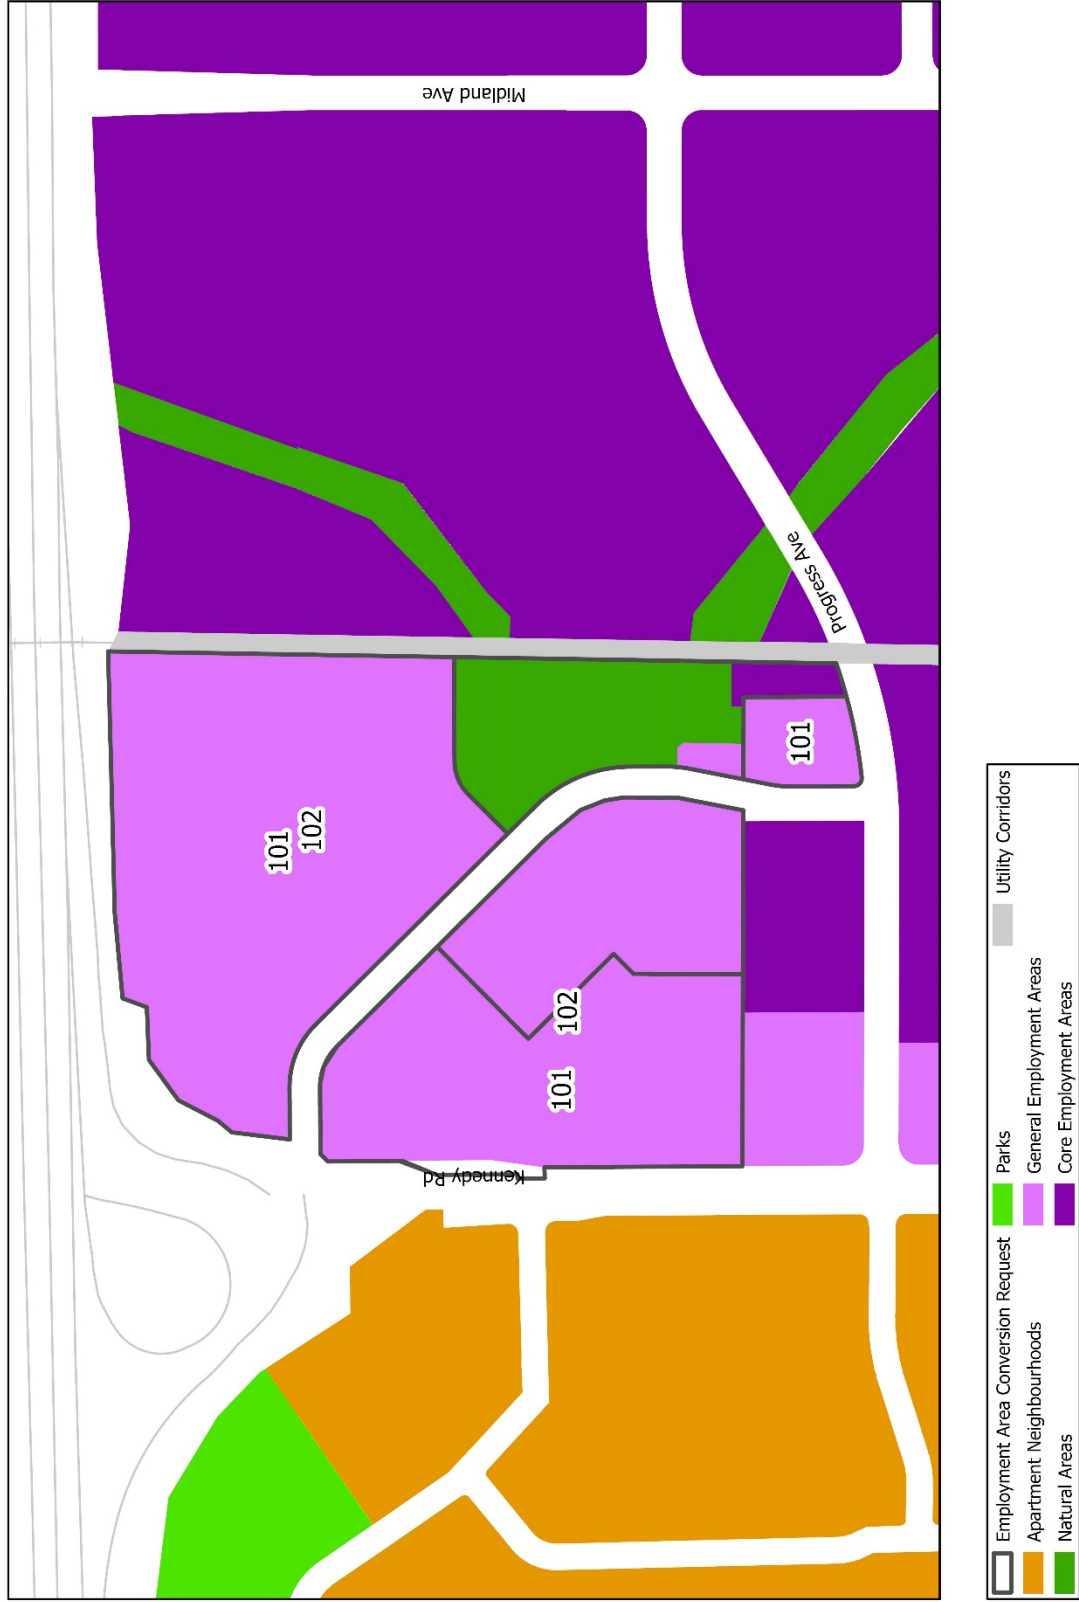 Midland Ave
Progress Ave
101
102
101
102
101
Kennedy Rd
Employment Area Conversion Request
Apartment Neighbourhoods
Natural Areas
Parks
General Employment Areas
Core Employment Areas
Utility Corridors